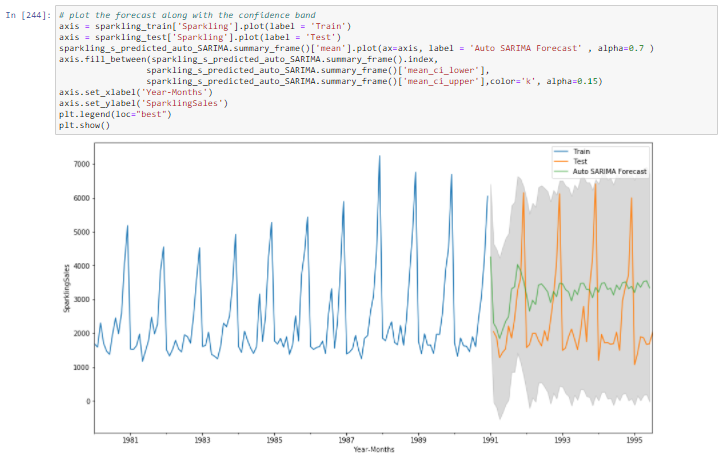 In [244]: # plot the forecast along with the confidence band
axis = sparkling_train['Sparkling'].plot(label = 'Train')
axis = sparkling_test['Sparkling'].plot(label = 'Test')
sparkling_s_predicted_auto_SARIMA.summary_frame()['mean'].plot(ax=axis, label = 'Auto SARIMA Forecast' , alpha=0.7 )
axis.fill_between(sparkling_s_predicted_auto_SARIMA.summary_frame().index,
sparkling_s_predicted_auto_SARIMA.summary_frame()['mean_ci_lower'],
sparkling_s_predicted_auto_SARIMA.summary_frame()['mean_ci_upper'],color='k', alpha=0.15)
axis.set_xlabel('Year-Months')
axis.set_ylabel('SparklingSales')
plt.legend(loc="best")
plt.show()
Train
Test
Auto SARIMA Forecast
7000
6000
5000
4000
3000
2000
1000
0
SparklingSales
1981 1983 1985 1987 1989 1991 1993 1995
Year-Months